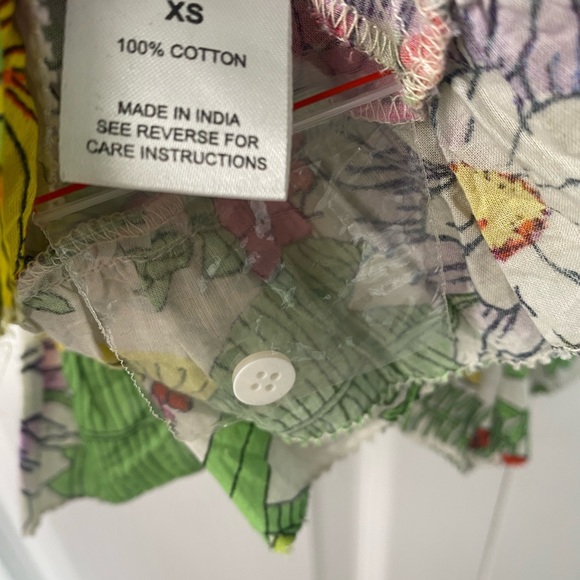 XS
100% COTTON
MADE IN INDIA
SEE REVERSE FOR
CARE INSTRUCTIONS